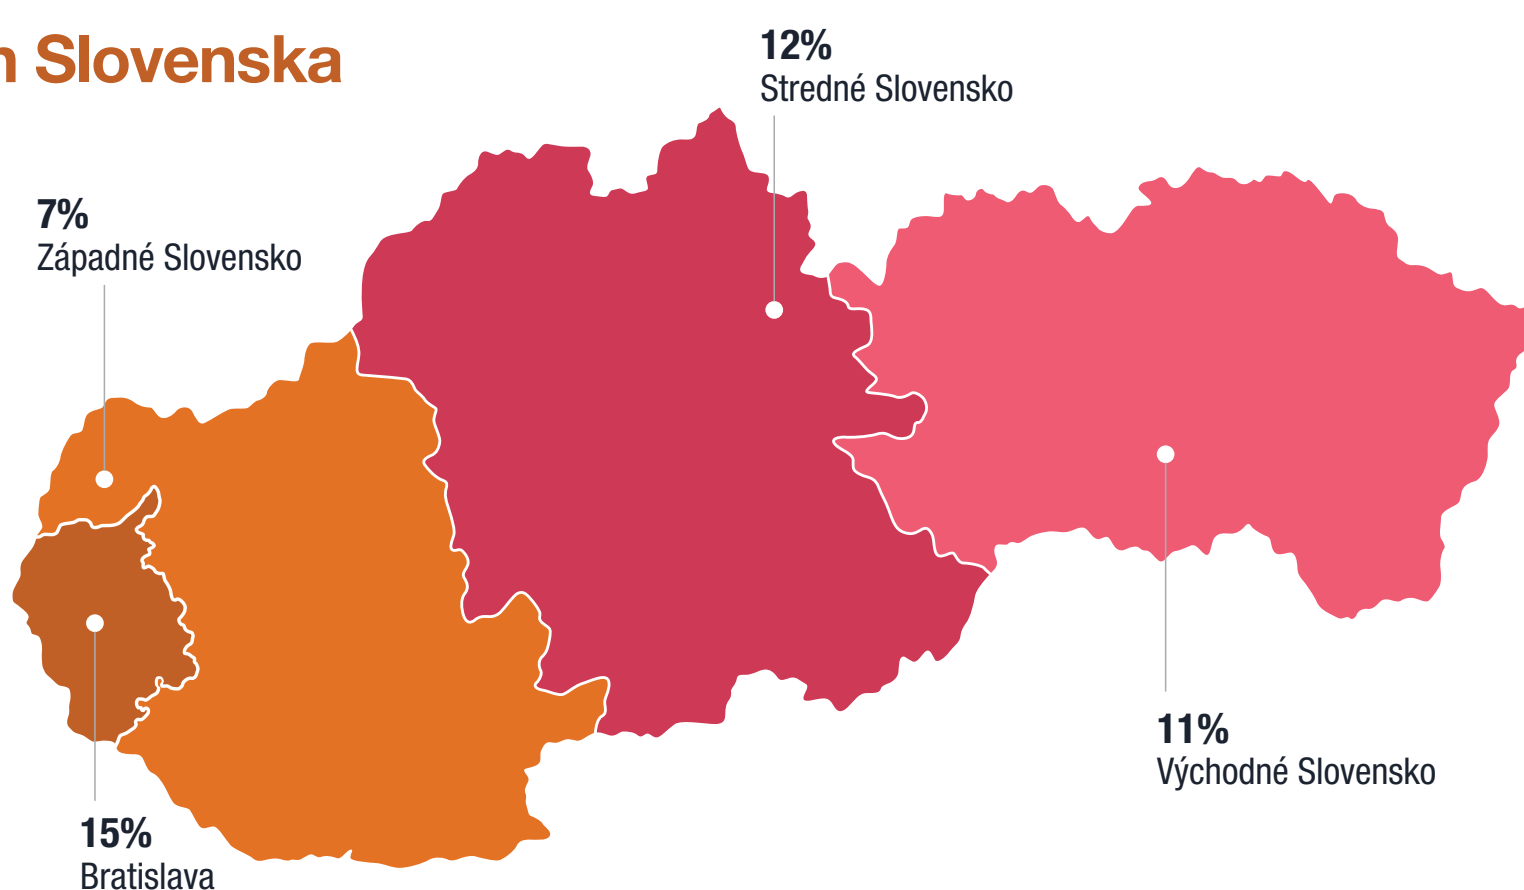 n Slovenska
12%
Stredné Slovensko
7%
Západné Slovensko
11%
Východné Slovensko
15%
Bratislava